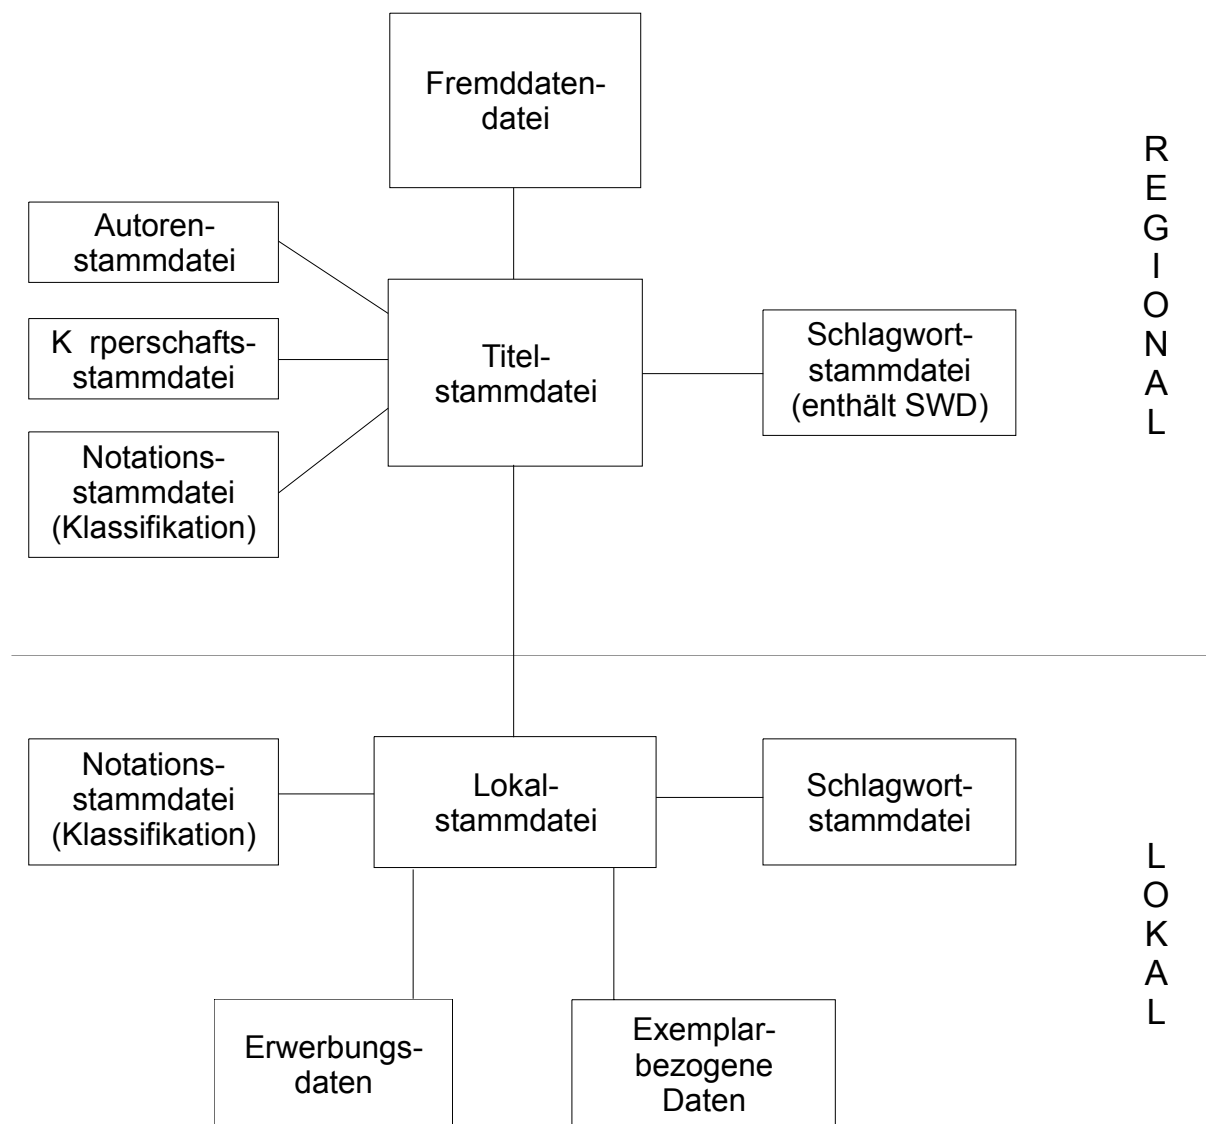 Fremddaten-
datei
Autoren-
stammdatei
K rperschafts-
stammdatei
Notations-
stammdatei
(Klassifikation)
Titel-
stammdatei
Schlagwort-
stammdatei
(enthält SWD)
R
E
G
I
O
N
A
L
Notations-
stammdatei
(Klassifikation)
Lokal-
stammdatei
Schlagwort-
stammdatei
Erwerbungs-
daten
Exemplar-
bezogene
Daten
L
O
K
A
L